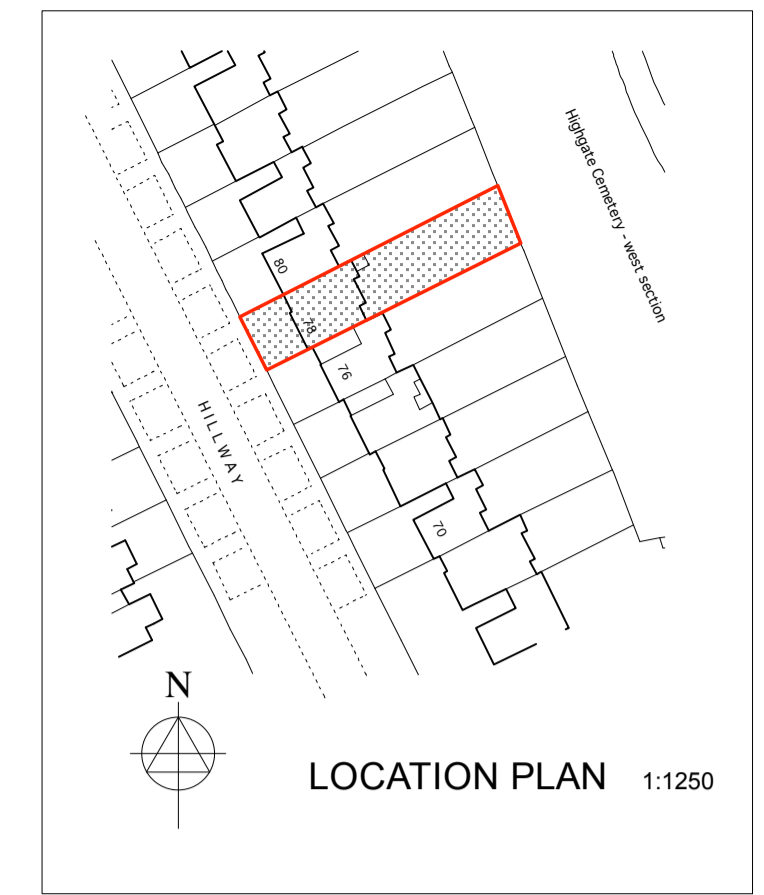 Highgate Cemetery - west section
80
78
76
HILLWAY
70
N
LOCATION PLAN 1:1250